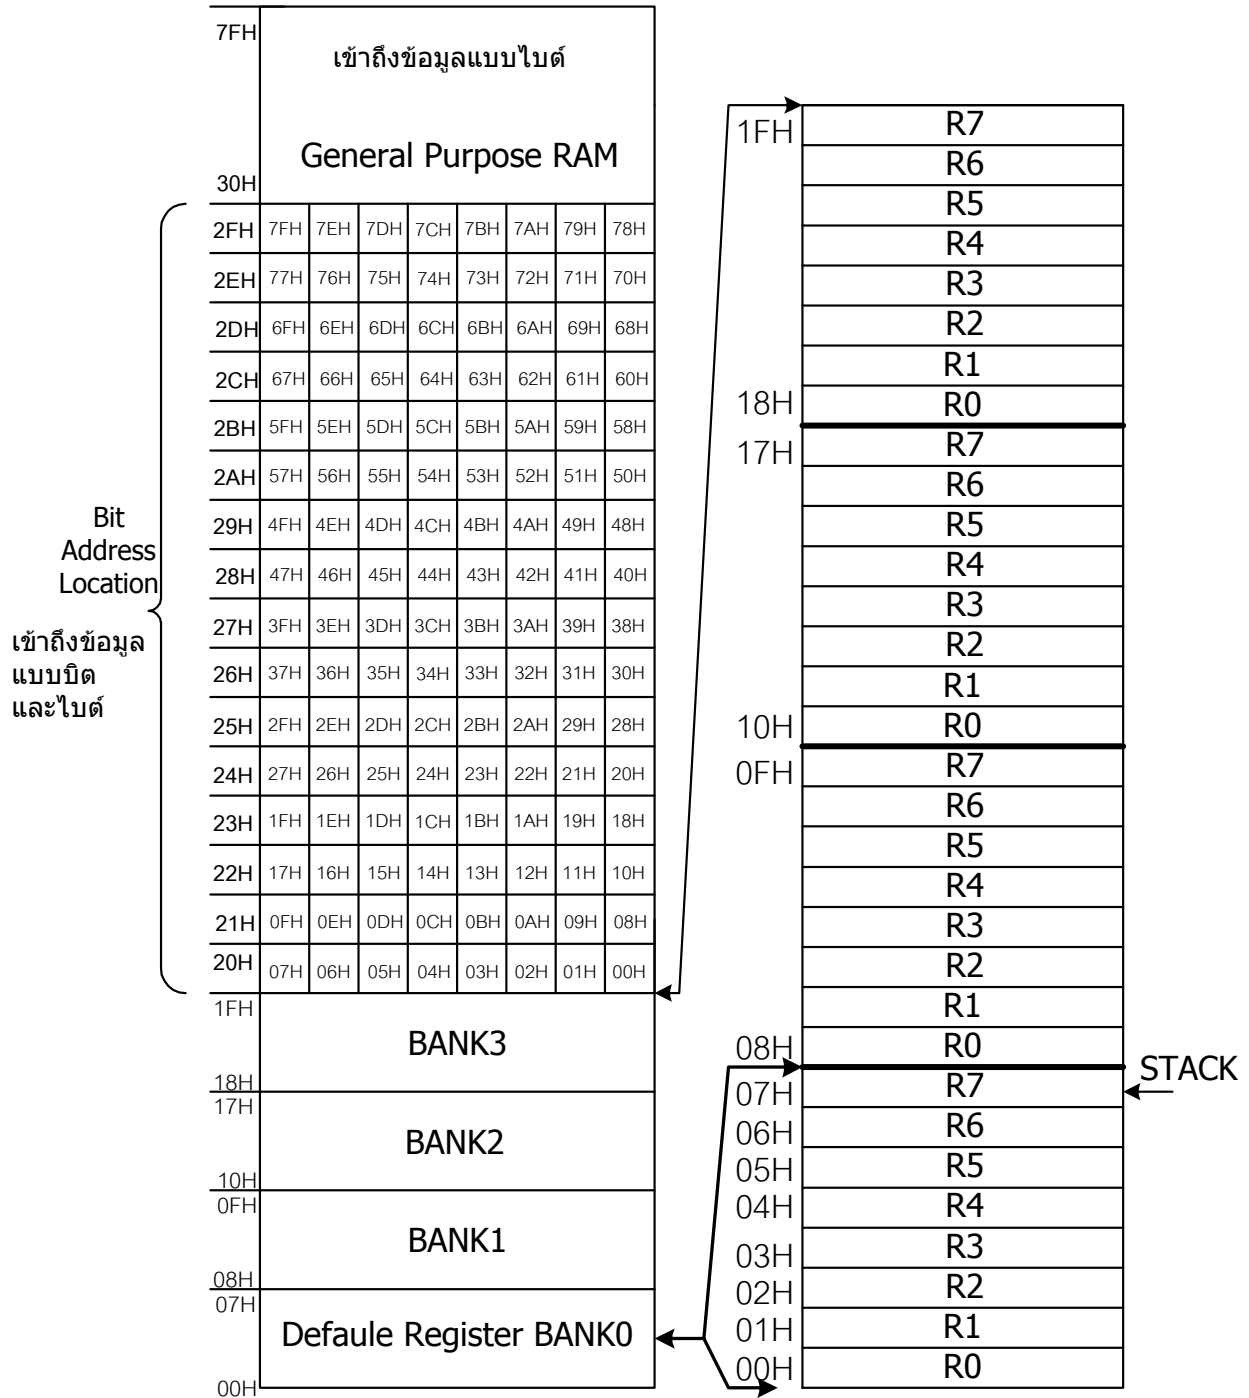 7FH
เข้าถึงข้อมูลแบบไบต์
General Purpose RAM
30H
2FH 7FH 7EH 7DH 7CH 7BH 7AH 79H 78H
2EH 77H 76H 75H 74H 73H 72H 71H 70H
2DH 6FH 6EH 6DH 6CH 6BH 6AH 69H 68H
2CH 67H 66H 65H 64H 63H 62H 61H 60H
2BH 5FH 5EH 5DH 5CH 5BH 5AH 59H 58H
2AH 57H 56H 55H 54H 53H 52H 51H 50H
29H 4FH 4EH 4DH 4CH 4BH 4AH 49H 48H
28H 47H 46H 45H 44H 43H 42H 41H 40H
27H 3FH 3EH 3DH 3CH 3BH 3AH 39H 38H
26H 37H 36H 35H 34H 33H 32H 31H 30H
25H 2FH 2EH 2DH 2CH 2BH 2AH 29H 28H
24H 27H 26H 25H 24H 23H 22H 21H 20H
23H 1FH 1EH 1DH 1CH 1BH 1AH 19H 18H
22H 17H 16H 15H 14H 13H 12H 11H 10H
21H 0FH 0EH 0DH 0CH 0BH 0AH 09H 08H
20H 07H 06H 05H 04H 03H 02H 01H 00H
Bit
Address
Location
เข้าถึงข้อมูล
แบบบิต
และไบต์
1FH
BANK3
18H
17H
BANK2
10H
0FH
BANK1
08H
07H
Defaule Register BANK0
00H
1FH R7
R6
R5
R4
R3
R2
R1
18H R0
17H R7
R6
R5
R4
R3
R2
R1
10H R0
0FH R7
R6
R5
R4
R3
R2
R1
08H R0
STACK
07H R7
06H R6
05H R5
04H R4
03H R3
02H R2
01H R1
00H R0